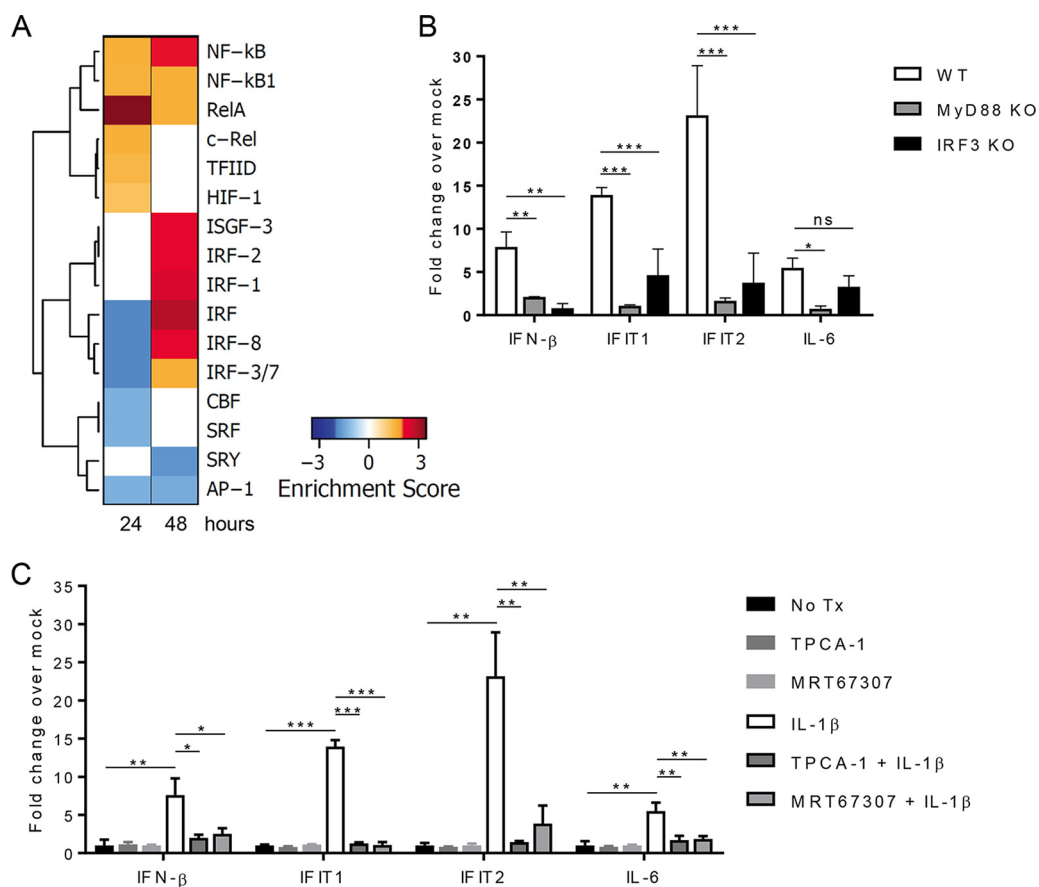 A
NF-kB
NF-kB1
RelA
c-Rel
TFIID
HIF-1
ISGF-3
IRF-2
IRF-1
IRF
IRF-8
IRF-3/7
CBF
SRF
SRY
AP-1
24 48 hours
-3 0 3
Enrichment Score
B
Fold change over mock
30
25
20
15
10
5
0
** **
*** ***
*** ***
* ns
IFN-β IFIT1 IFIT2 IL-6
WT
MyD88 KO
IRF3 KO
C
Fold change over mock
35
30
25
20
15
10
5
0
** * *
*** *** ***
** ** **
** ** **
IFN-β IFIT1 IFIT2 IL-6
No Tx
TPCA-1
MRT67307
IL-1β
TPCA-1 + IL-1β
MRT67307 + IL-1β